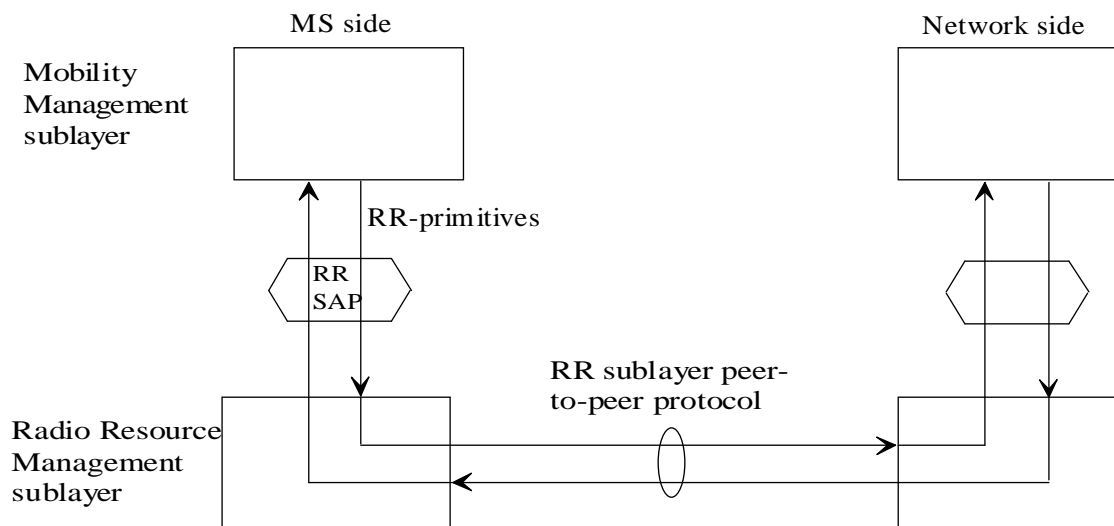 MS side
Network side
Mobility
Management
sublayer
RR-primitives
RR
SAP
RR sublayer peer-
to-peer protocol
Radio Resource
Management
sublayer